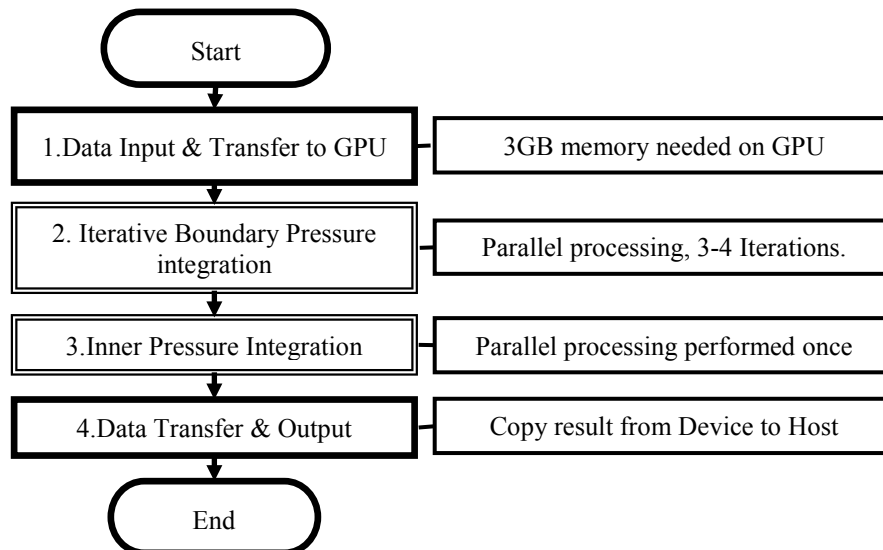 Start
1.Data Input & Transfer to GPU
3GB memory needed on GPU
2. Iterative Boundary Pressure
integration
Parallel processing, 3-4 Iterations.
3.Inner Pressure Integration
Parallel processing performed once
4.Data Transfer & Output
Copy result from Device to Host
End